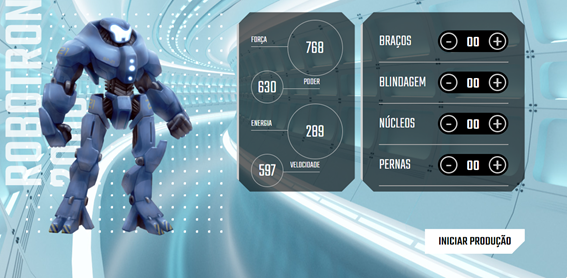 ROBOTRON
FORÇA
768
630
PODER
ENERGIA
289
597
VELOCIDADE
BRAÇOS
- 00 +
BLINDAGEM
- 00 +
NÚCLEOS
- 00 +
PERNAS
- 00 +
INICIAR PRODUÇÃO